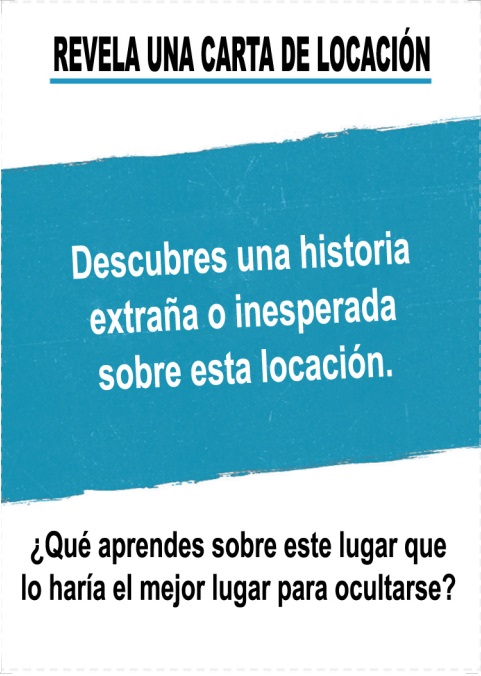 REVELA UNA CARTA DE LOCACIÓN
Descubres una historia
extraña o inesperada
sobre esta locación.
¿Qué aprendes sobre este lugar que
lo haría el mejor lugar para ocultarse?